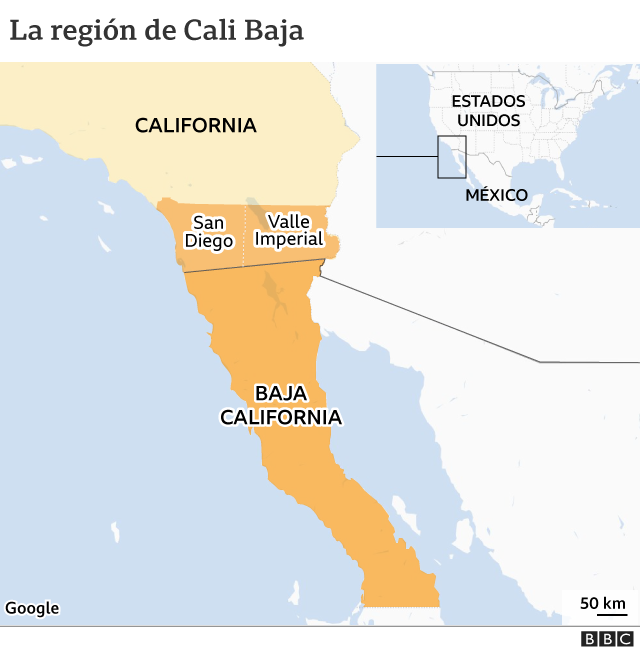 La región de Cali Baja
CALIFORNIA
ESTADOS
UNIDOS
MÉXICO
San
Diego
Valle
Imperial
BAJA
CALIFORNIA
Google
50 km
BBC